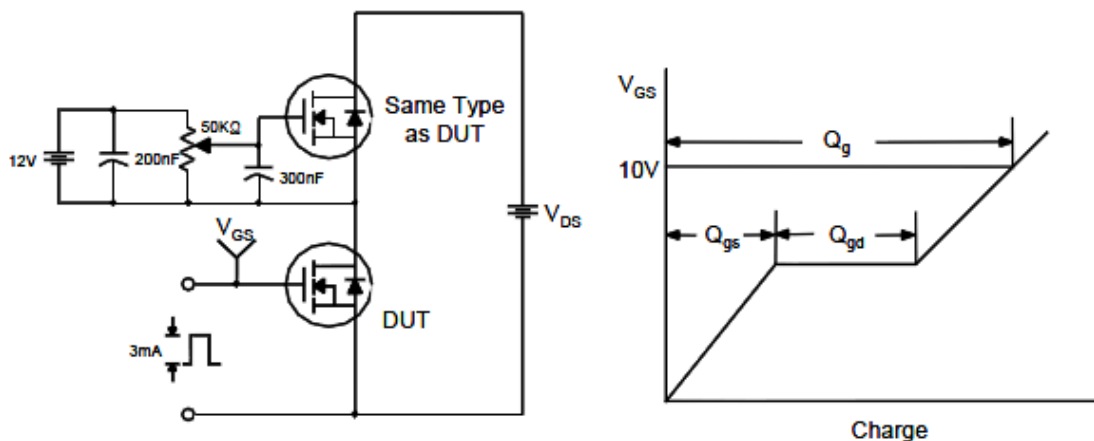 Same Type
as DUT
50KΩ
12V
200nF
300nF
V_GS
V_DS
DUT
3mA
V_GS
Q_g
10V
Q_gs
Q_gd
Charge